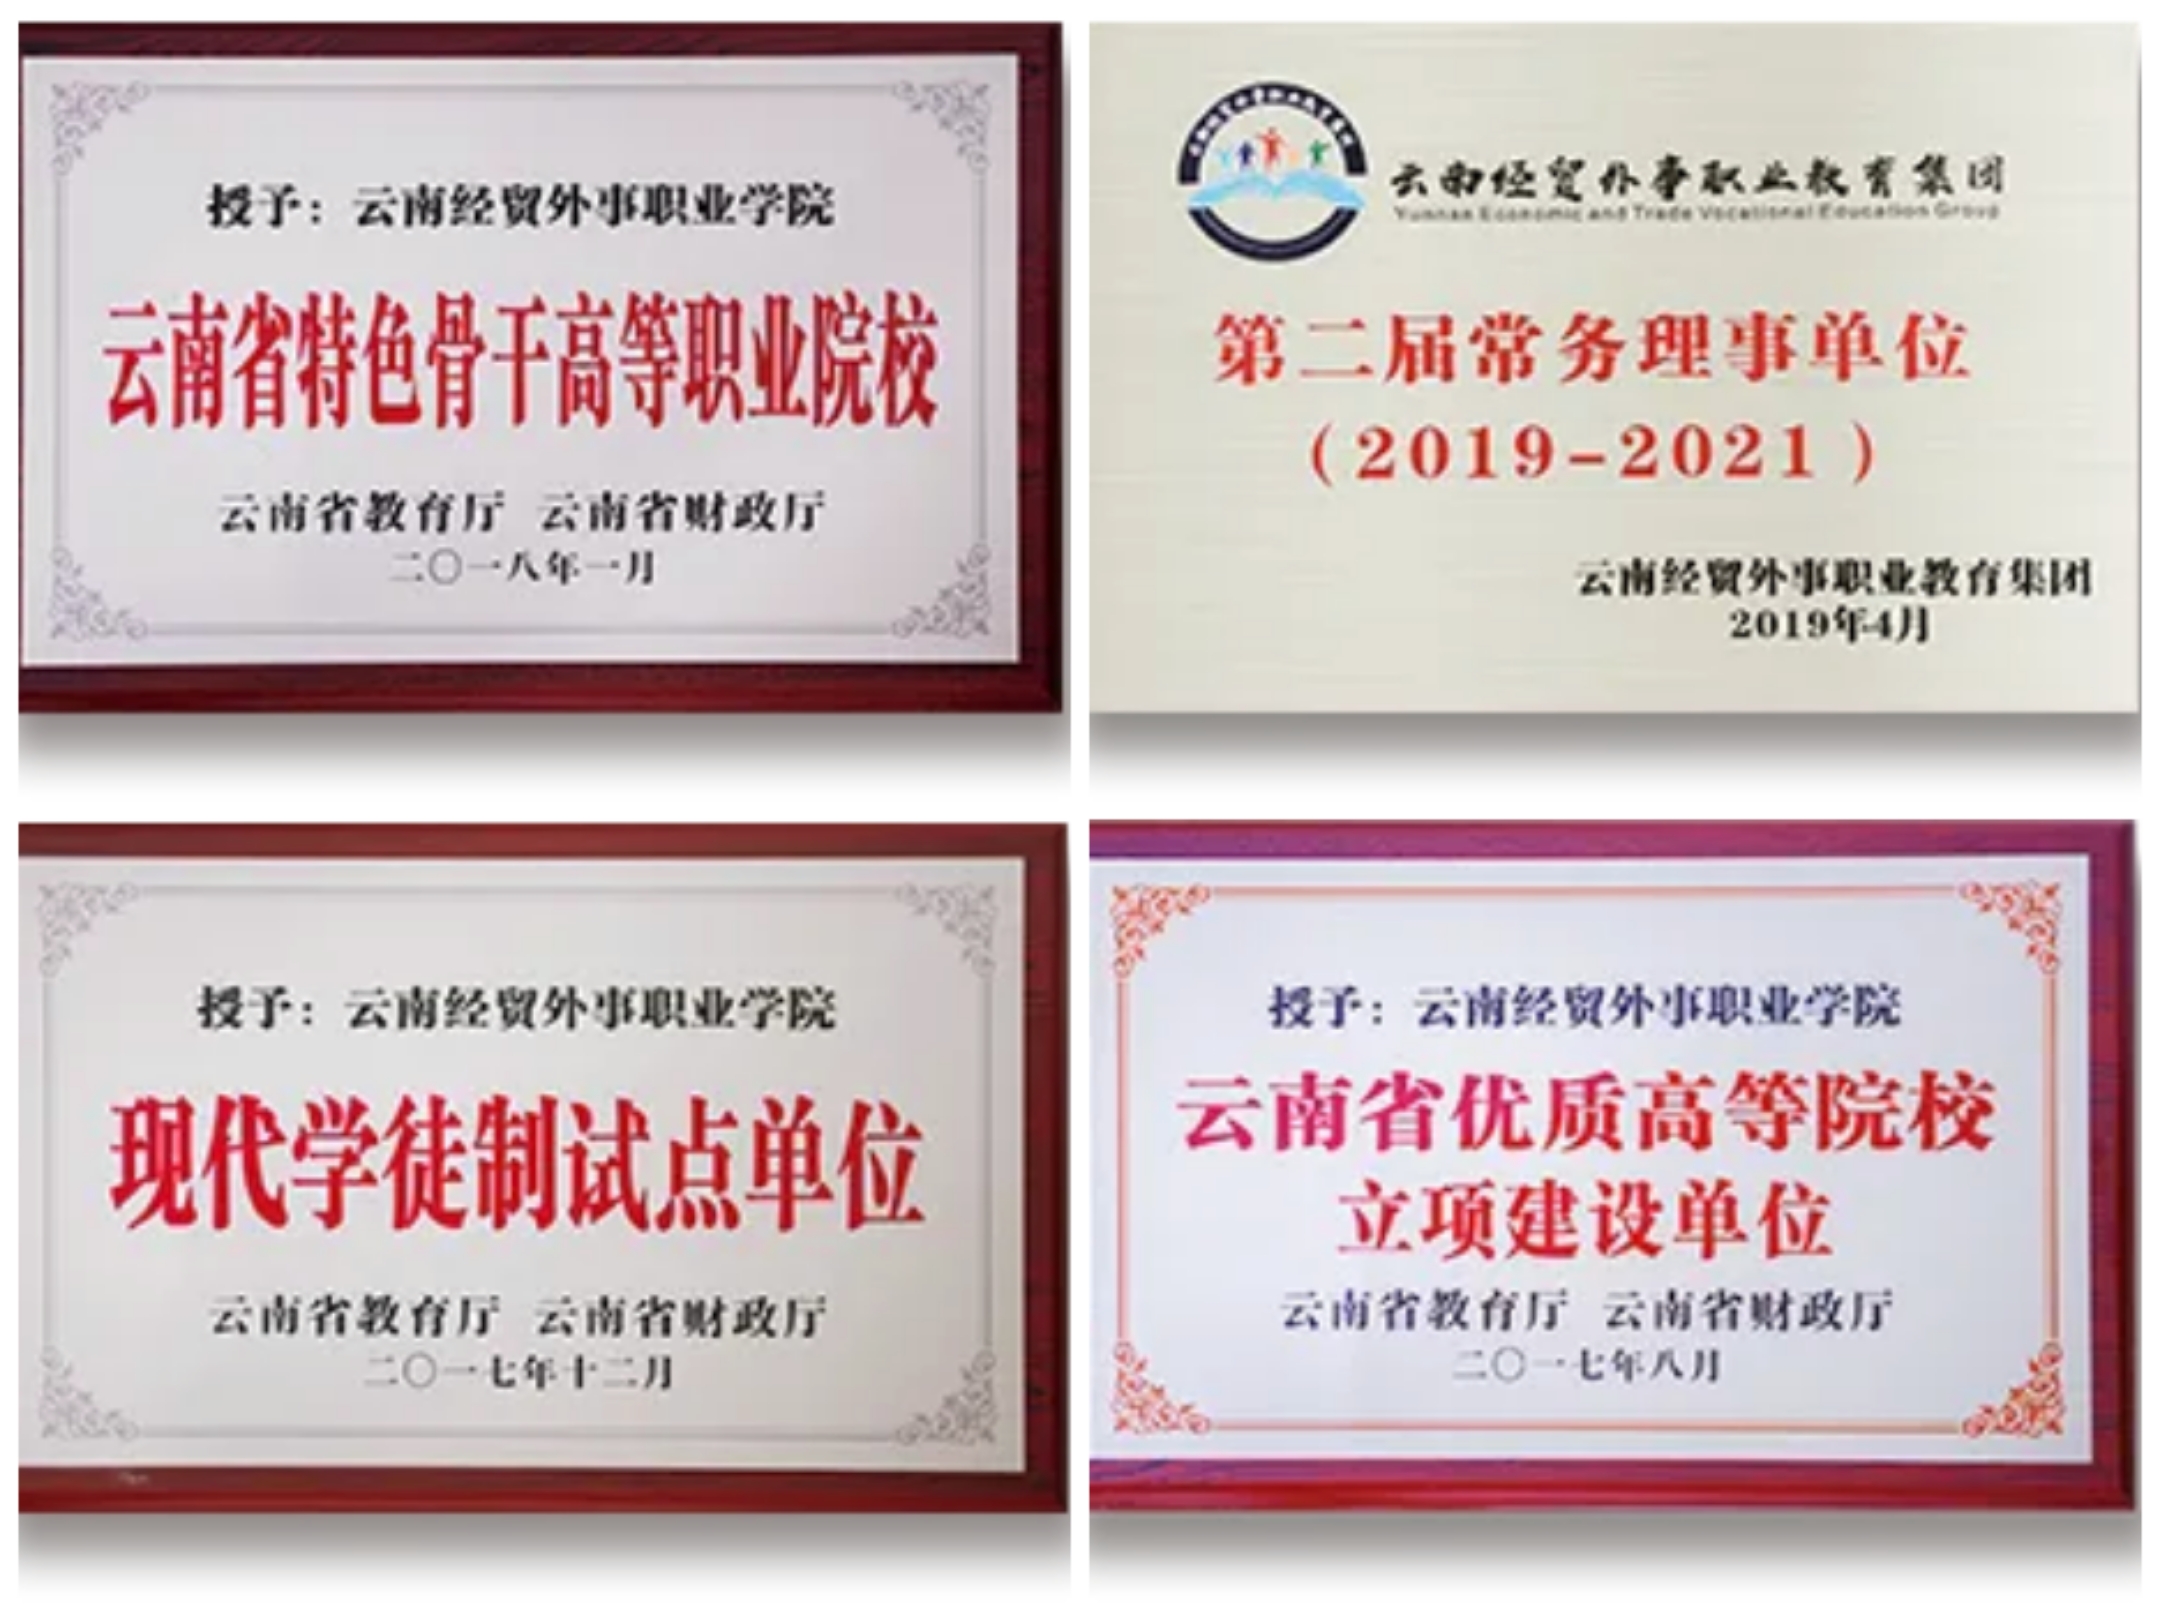 授予：云南经贸外事职业学院
云南省特色骨干高等职业院校
云南省教育厅 云南省财政厅
二〇一八年一月
云南经贸外事职业教育集团
Yunnan Economic and Trade Vocational Education Group
第二届常务理事单位
（2019-2021）
云南经贸外事职业教育集团
2019年4月
授予：云南经贸外事职业学院
现代学徒制试点单位
云南省教育厅 云南省财政厅
二〇一七年十二月
授予：云南经贸外事职业学院
云南省优质高等院校
立项建设单位
云南省教育厅 云南省财政厅
二〇一七年八月